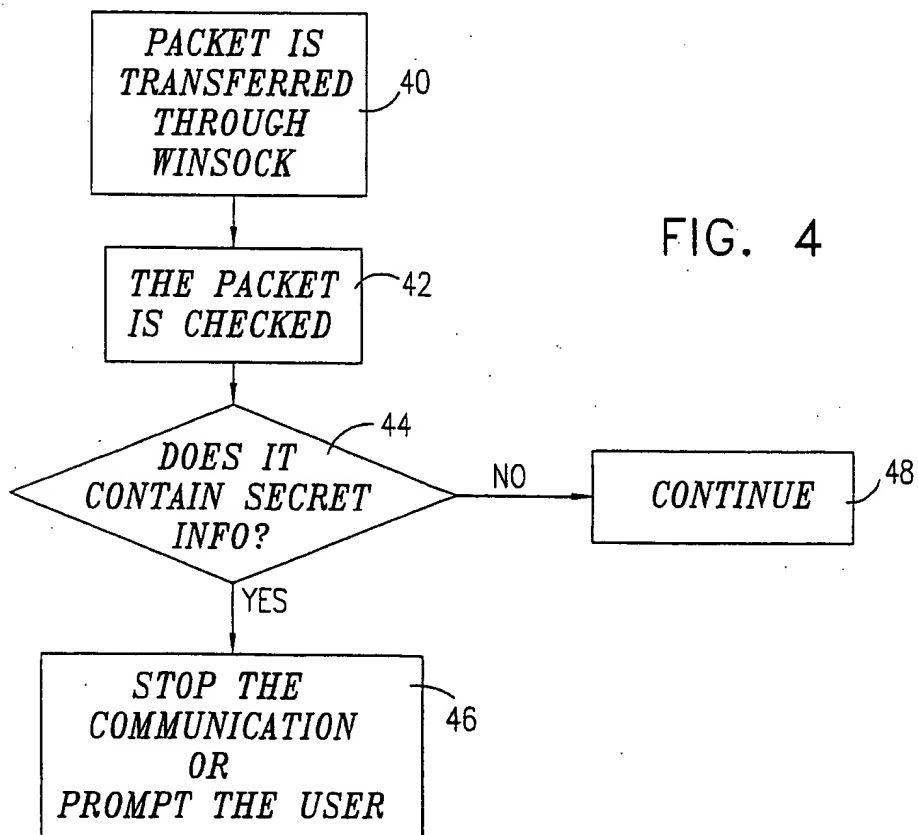 PACKET IS
TRANSFERRED
THROUGH
WINSOCK
40
FIG. 4
THE PACKET
IS CHECKED
42
44
DOES IT
CONTAIN SECRET
INFO?
NO
CONTINUE
48
YES
STOP THE
COMMUNICATION
OR
PROMPT THE USER
46